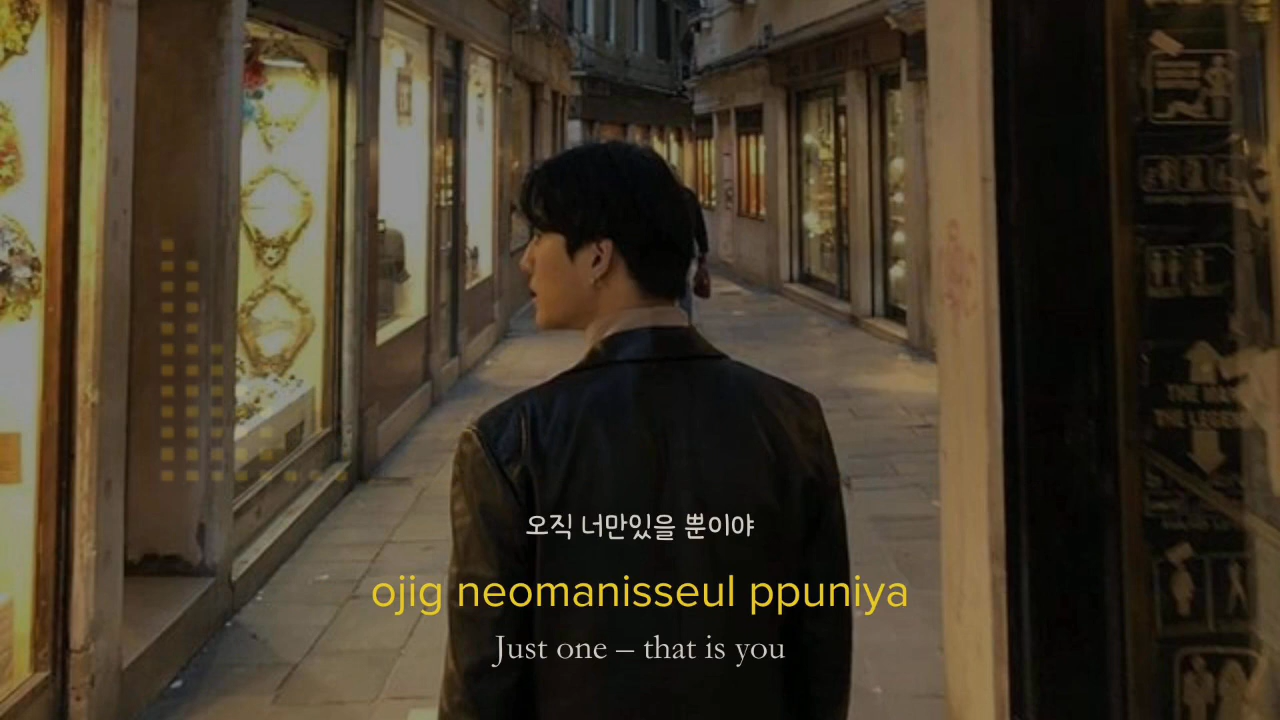 오직 너만있을 뿐이야
ojig neomanisseul ppuniya
Just one – that is you